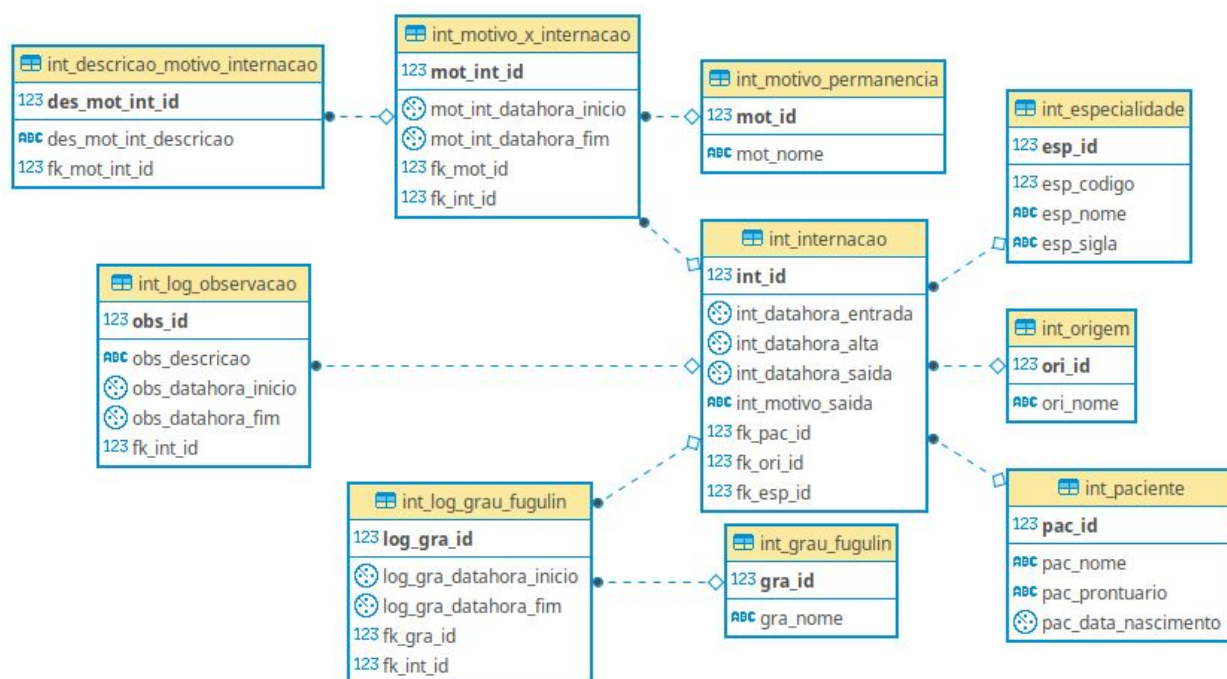 int_descricao_motivo_internacao
123 des_mot_int_id
ABC des_mot_int_descricao
123 fk_mot_int_id
int_motivo_x_internacao
123 mot_int_id
mot_int_datahora_inicio
mot_int_datahora_fim
123 fk_mot_id
123 fk_int_id
int_motivo_permanencia
123 mot_id
ABC mot_nome
int_especialidade
123 esp_id
123 esp_codigo
ABC esp_nome
ABC esp_sigla
int_log_observacao
123 obs_id
ABC obs_descricao
obs_datahora_inicio
obs_datahora_fim
123 fk_int_id
int_internacao
123 int_id
int_datahora_entrada
int_datahora_alta
int_datahora_saida
ABC int_motivo_saida
123 fk_pac_id
123 fk_ori_id
123 fk_esp_id
int_origem
123 ori_id
ABC ori_nome
int_log_grau_fugulin
123 log_gra_id
log_gra_datahora_inicio
log_gra_datahora_fim
123 fk_gra_id
123 fk_int_id
int_grau_fugulin
123 gra_id
ABC gra_nome
int_paciente
123 pac_id
ABC pac_nome
ABC pac_prontuario
pac_data_nascimento